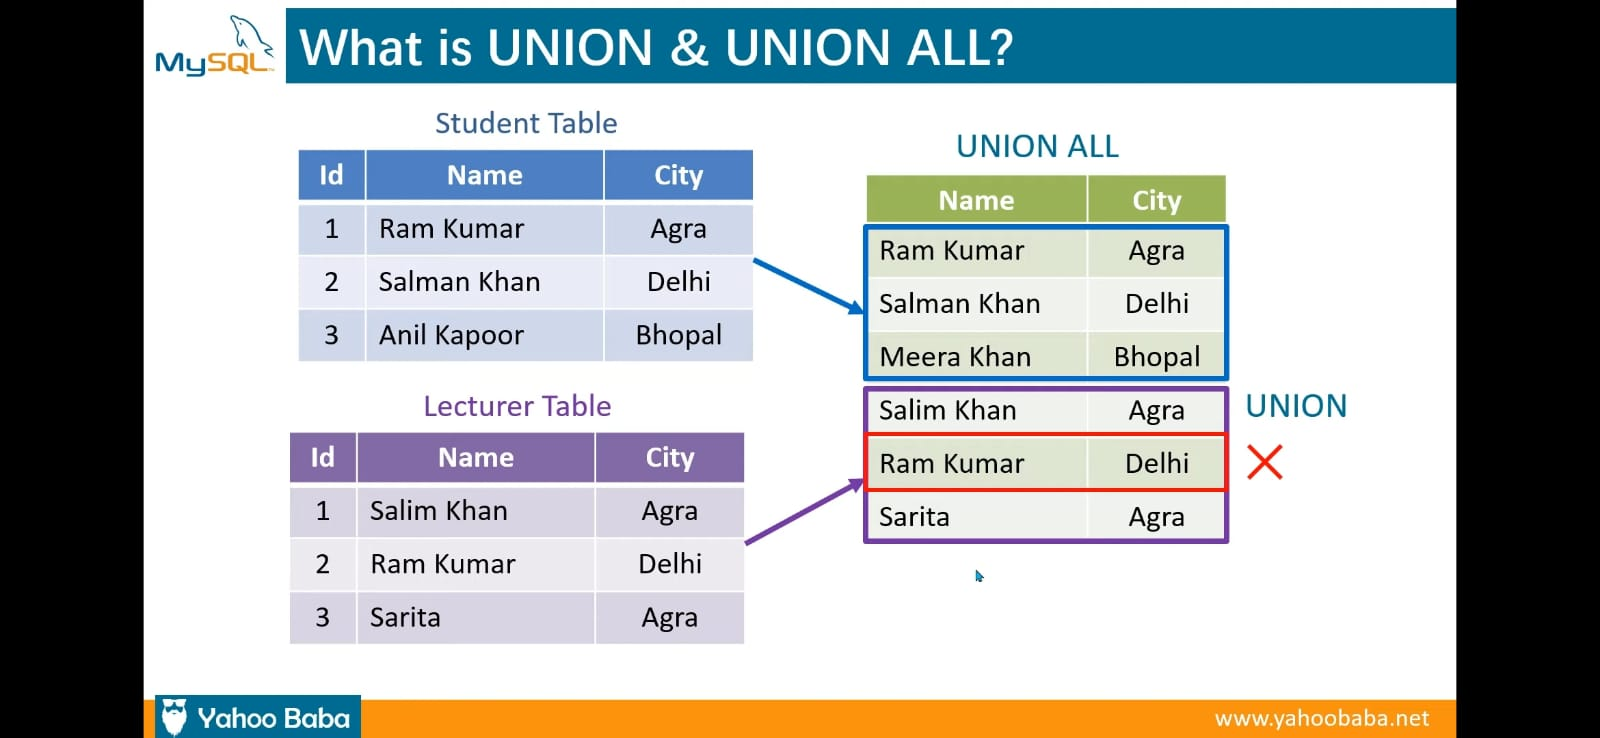 MySQL
What is UNION & UNION ALL?
Student Table
Id Name City
1 Ram Kumar Agra
2 Salman Khan Delhi
3 Anil Kapoor Bhopal
Lecturer Table
Id Name City
1 Salim Khan Agra
2 Ram Kumar Delhi
3 Sarita Agra
UNION ALL
Name City
Ram Kumar Agra
Salman Khan Delhi
Meera Khan Bhopal
Salim Khan Agra
Ram Kumar Delhi
Sarita Agra
UNION
Yahoo Baba
www.yahoobaba.net